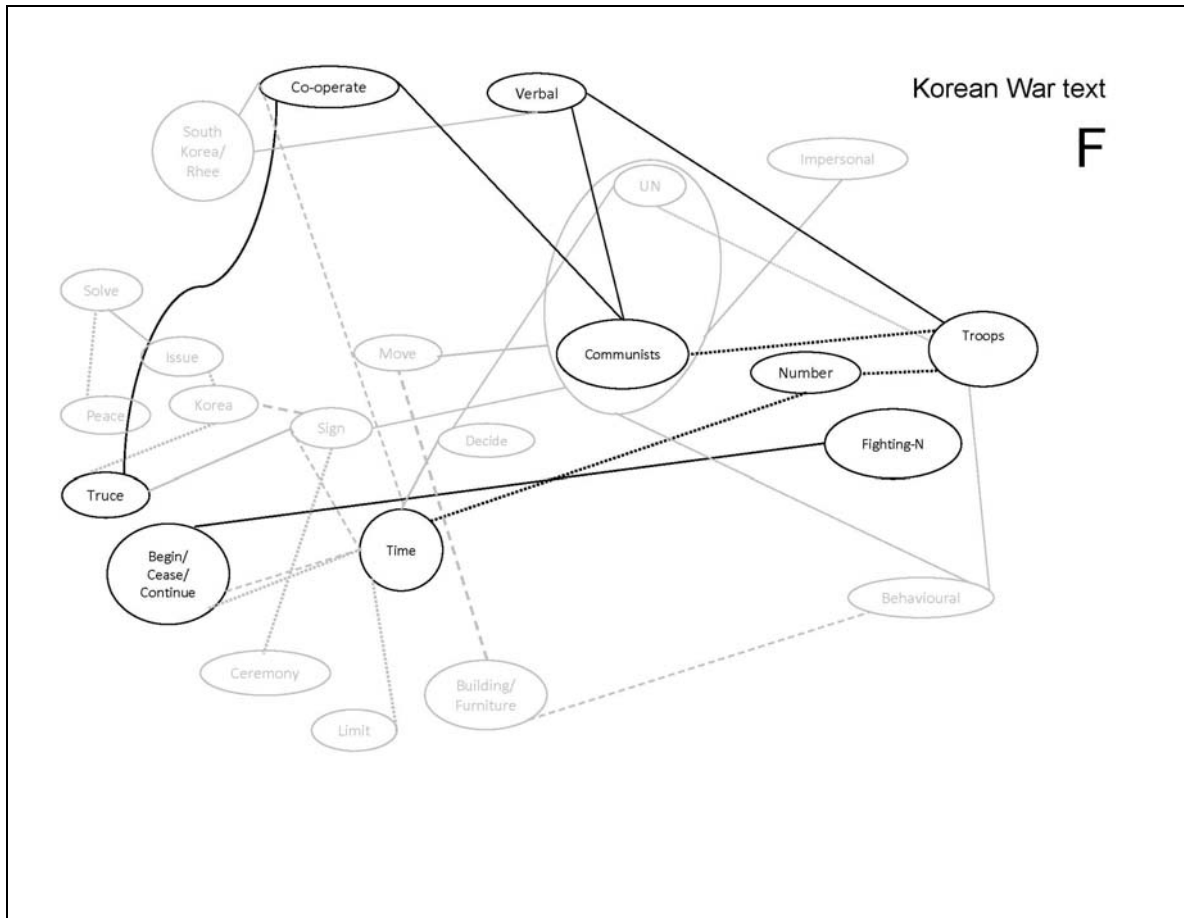 Korean War text
F
Co-operate
Verbal
South
Korea/
Rhee
Impersonal
UN
Solve
Issue
Move
Communists
Troops
Number
Peace
Korea
Sign
Decide
Fighting-N
Truce
Begin/
Cease/
Continue
Time
Behavioural
Ceremony
Building/
Furniture
Limit